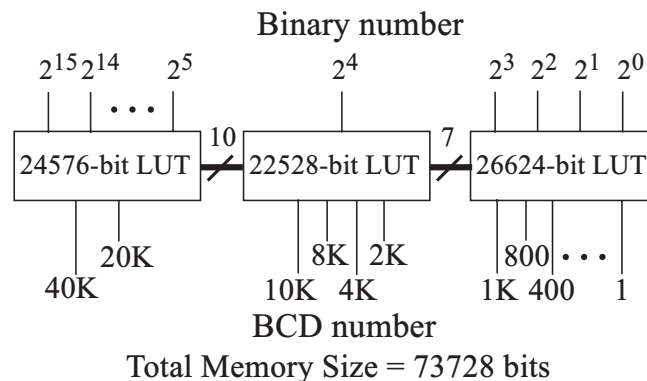 Binary number
2^15 2^14 • • • 2^5 2^4 2^3 2^2 2^1 2^0
10 7
24576-bit LUT 22528-bit LUT 26624-bit LUT
40K 20K 10K 8K 4K 2K 1K 800 400 • • • 1
BCD number
Total Memory Size = 73728 bits